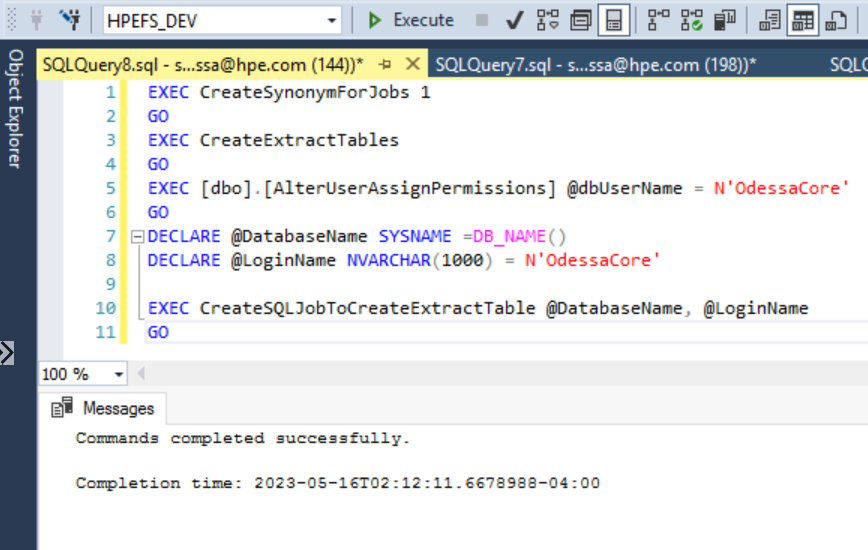 HPEFS_DEV
Execute
Object Explorer
SQLQuery8.sql - s...ssa@hpe.com (144))*
SQLQuery7.sql - s...ssa@hpe.com (198))*
SQLQ
1 EXEC CreateSynonymForJobs 1
2 GO
3 EXEC CreateExtractTables
4 GO
5 EXEC [dbo].[AlterUserAssignPermissions] @dbUserName = N'OdessaCore'
6 GO
7 DECLARE @DatabaseName SYSNAME =DB_NAME()
8 DECLARE @LoginName NVARCHAR(1000) = N'OdessaCore'
9
10 EXEC CreateSQLJobToCreateExtractTable @DatabaseName, @LoginName
11 GO
100 %
Messages
Commands completed successfully.
Completion time: 2023-05-16T02:12:11.6678988-04:00